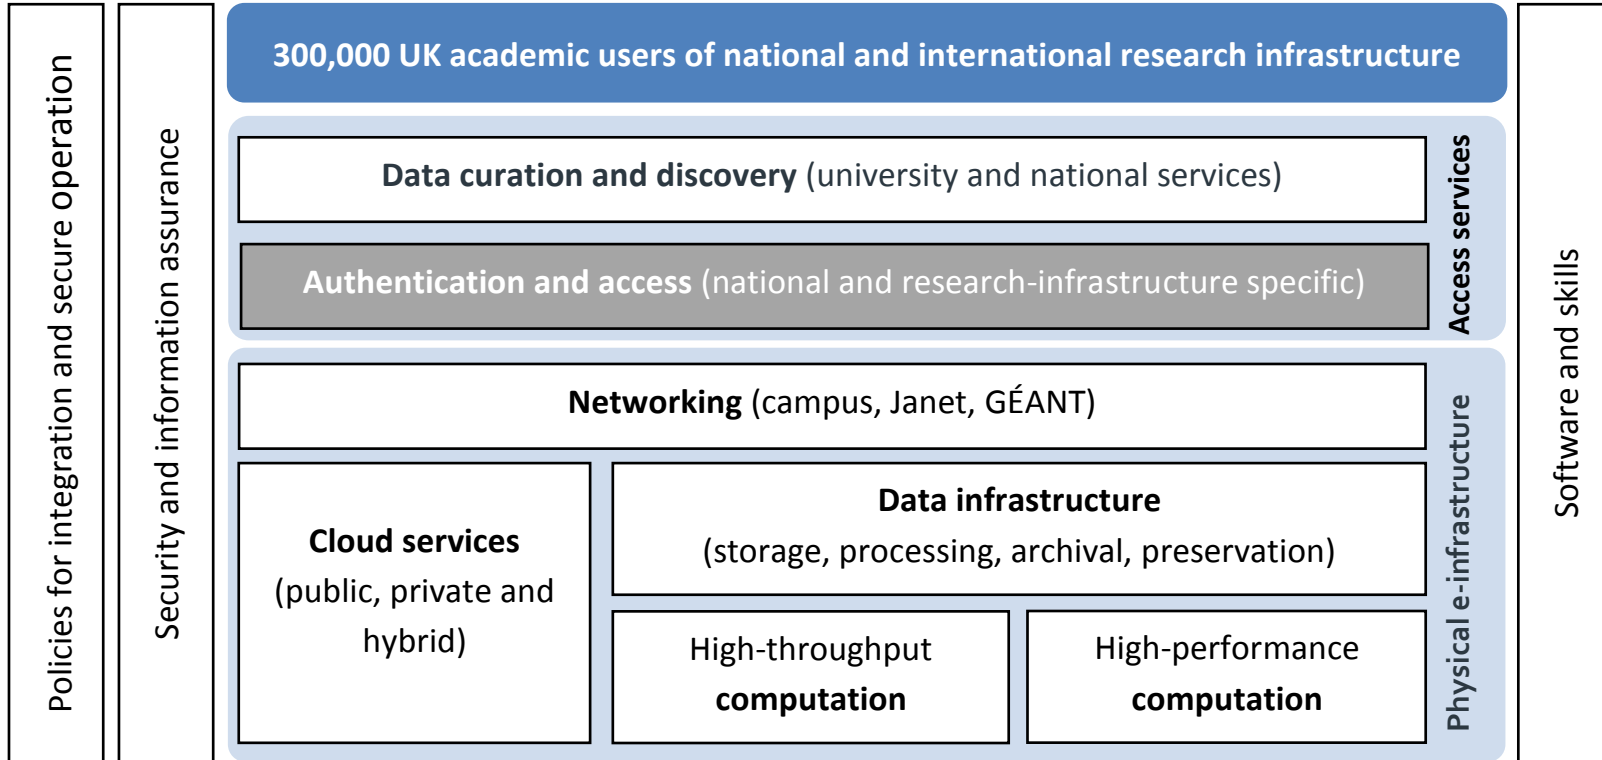 Policies for integration and secure operation
Security and information assurance
300,000 UK academic users of national and international research infrastructure
Data curation and discovery (university and national services)
Authentication and access (national and research-infrastructure specific)
Access services
Networking (campus, Janet, GÉANT)
Cloud services
(public, private and
hybrid)
Data infrastructure
(storage, processing, archival, preservation)
High-throughput
computation
High-performance
computation
Physical e-infrastructure
Software and skills